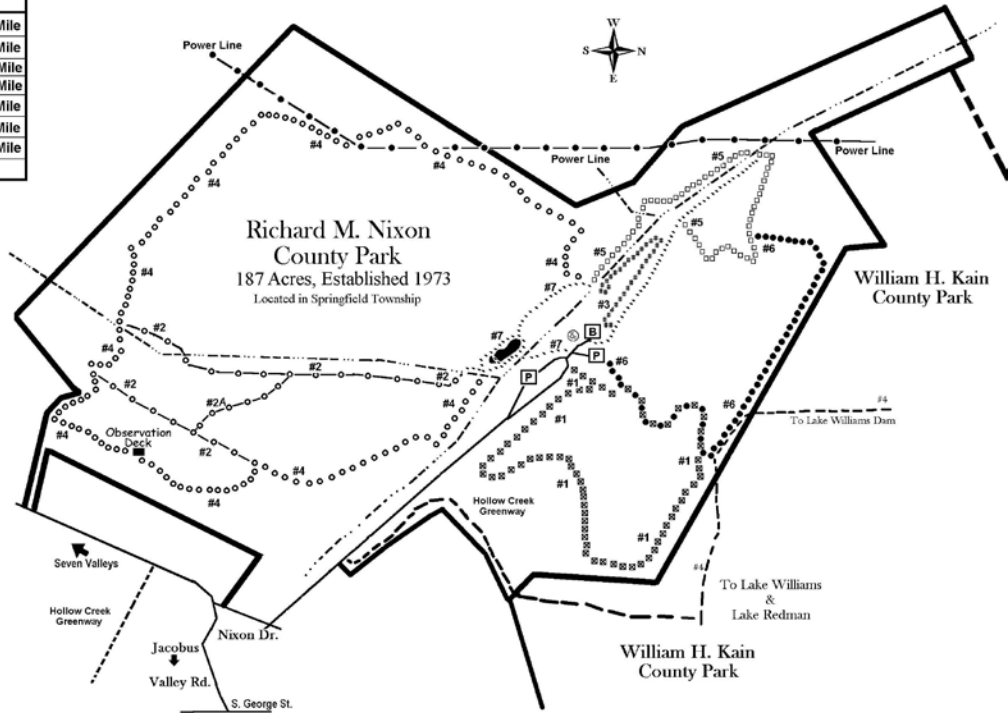 Mile
Mile
Mile
Mile
Mile
Mile
Mile
W
S N
E
Power Line
Power Line
Power Line
#4
#4
#4
#5
#5
#6
Richard M. Nixon
County Park
187 Acres, Established 1973
Located in Springfield Township
#4
#4
#5
#7
#3
William H. Kain
County Park
#2
#7
#7
B
P
P
#2
#2
#6
#1
#4
#2
#2A
#4
#1
#6
#4
To Lake Williams Dam
#4
Observation
Deck
#2
#4
#4
#1
#1
Hollow Creek
Greenway
#1
Seven Valleys
#4
To Lake Williams
&
Lake Redman
Hollow Creek
Greenway
Nixon Dr.
Jacobus
Valley Rd.
William H. Kain
County Park
S. George St.